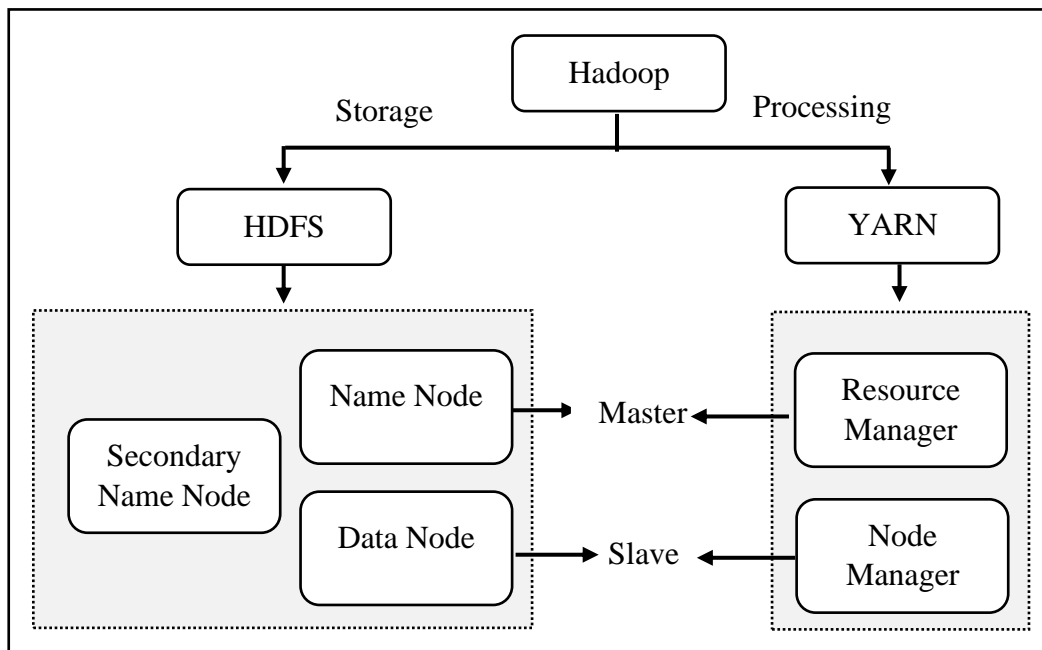 Hadoop
Storage
Processing
HDFS
YARN
Name Node
Master
Resource
Manager
Secondary
Name Node
Data Node
Slave
Node
Manager